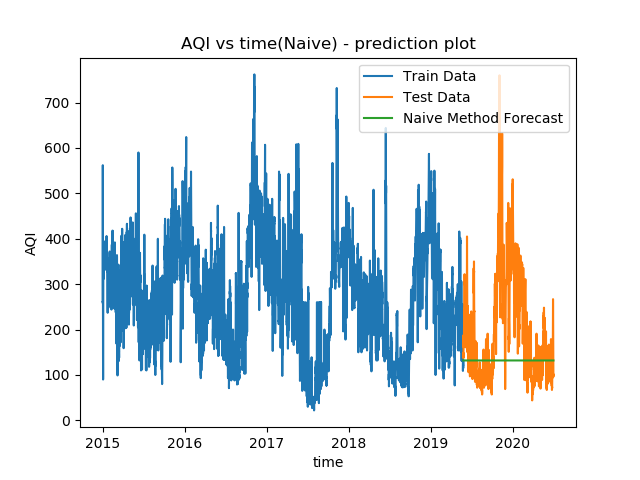 AQI vs time(Naive) - prediction plot
Train Data
Test Data
Naive Method Forecast
AQI
700
600
500
400
300
200
100
0
2015 2016 2017 2018 2019 2020
time